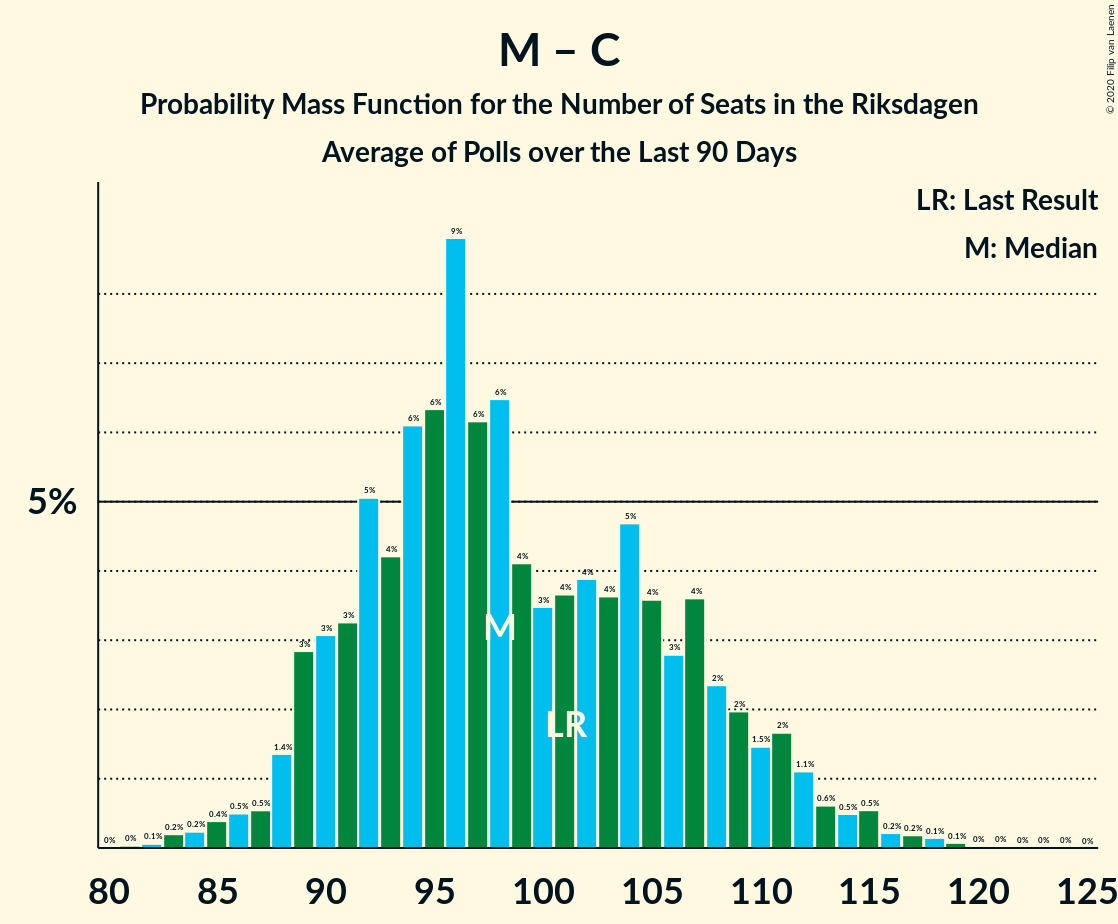 M – C
Probability Mass Function for the Number of Seats in the Riksdagen
Average of Polls over the Last 90 Days
© 2020 Filip van Laenen
LR: Last Result
M: Median
5%
0% 0% 0.1% 0.2% 0.2% 0.4% 0.5% 0.5% 1.4% 3% 3% 3% 5% 4% 6% 6% 9% 6% 6% 4% 3% 4% 4% 4% 5% 4% 3% 4% 2% 2% 1.5% 2% 1.1% 0.6% 0.5% 0.5% 0.2% 0.2% 0.1% 0.1% 0% 0% 0% 0% 0% 0%
M
LR
80 85 90 95 100 105 110 115 120 125